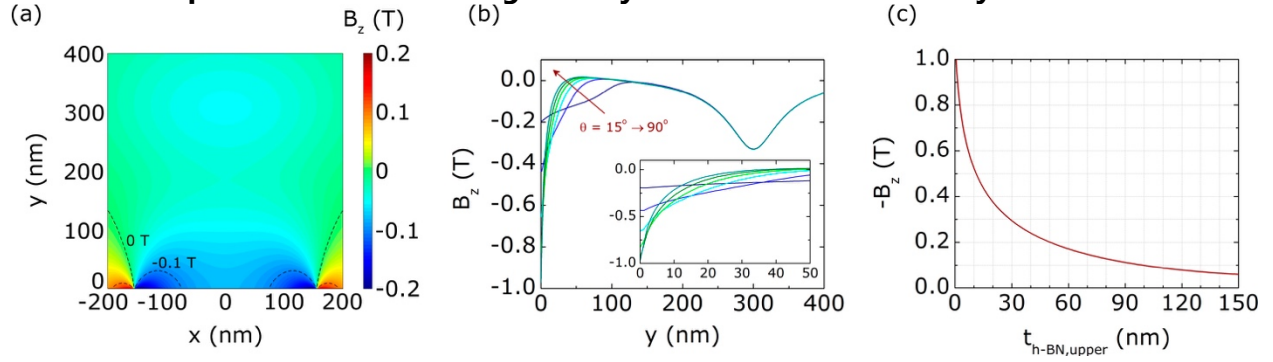 (a)
B_z (T)
400
300
200
100
0
y (nm)
-200 -100 0 100 200
x (nm)
0 T
-0.1 T
0.2
0.1
0
-0.1
-0.2
(b)
0.0
-0.2
-0.4
-0.6
-0.8
-1.0
B_z (T)
θ = 15° → 90°
0.0
-0.5
-1.0
0 10 20 30 40 50
0 100 200 300 400
y (nm)
(c)
1.0
0.8
0.6
0.4
0.2
0.0
-B_z (T)
0 30 60 90 120 150
t_h-BN,upper (nm)